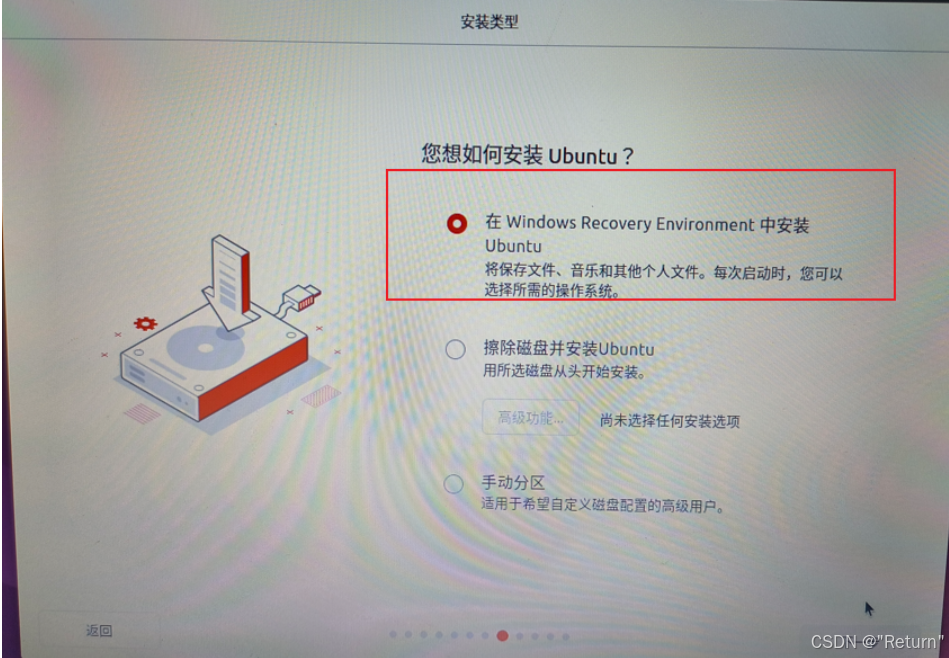 安装类型
您想如何安装 Ubuntu？
在 Windows Recovery Environment 中安装
Ubuntu
将保存文件、音乐和其他个人文件。每次启动时，您可以
选择所需的操作系统。
擦除磁盘并安装Ubuntu
用所选磁盘从头开始安装。
高级功能...
尚未选择任何安装选项
手动分区
适用于希望自定义磁盘配置的高级用户。
返回
CSDN @"Return"